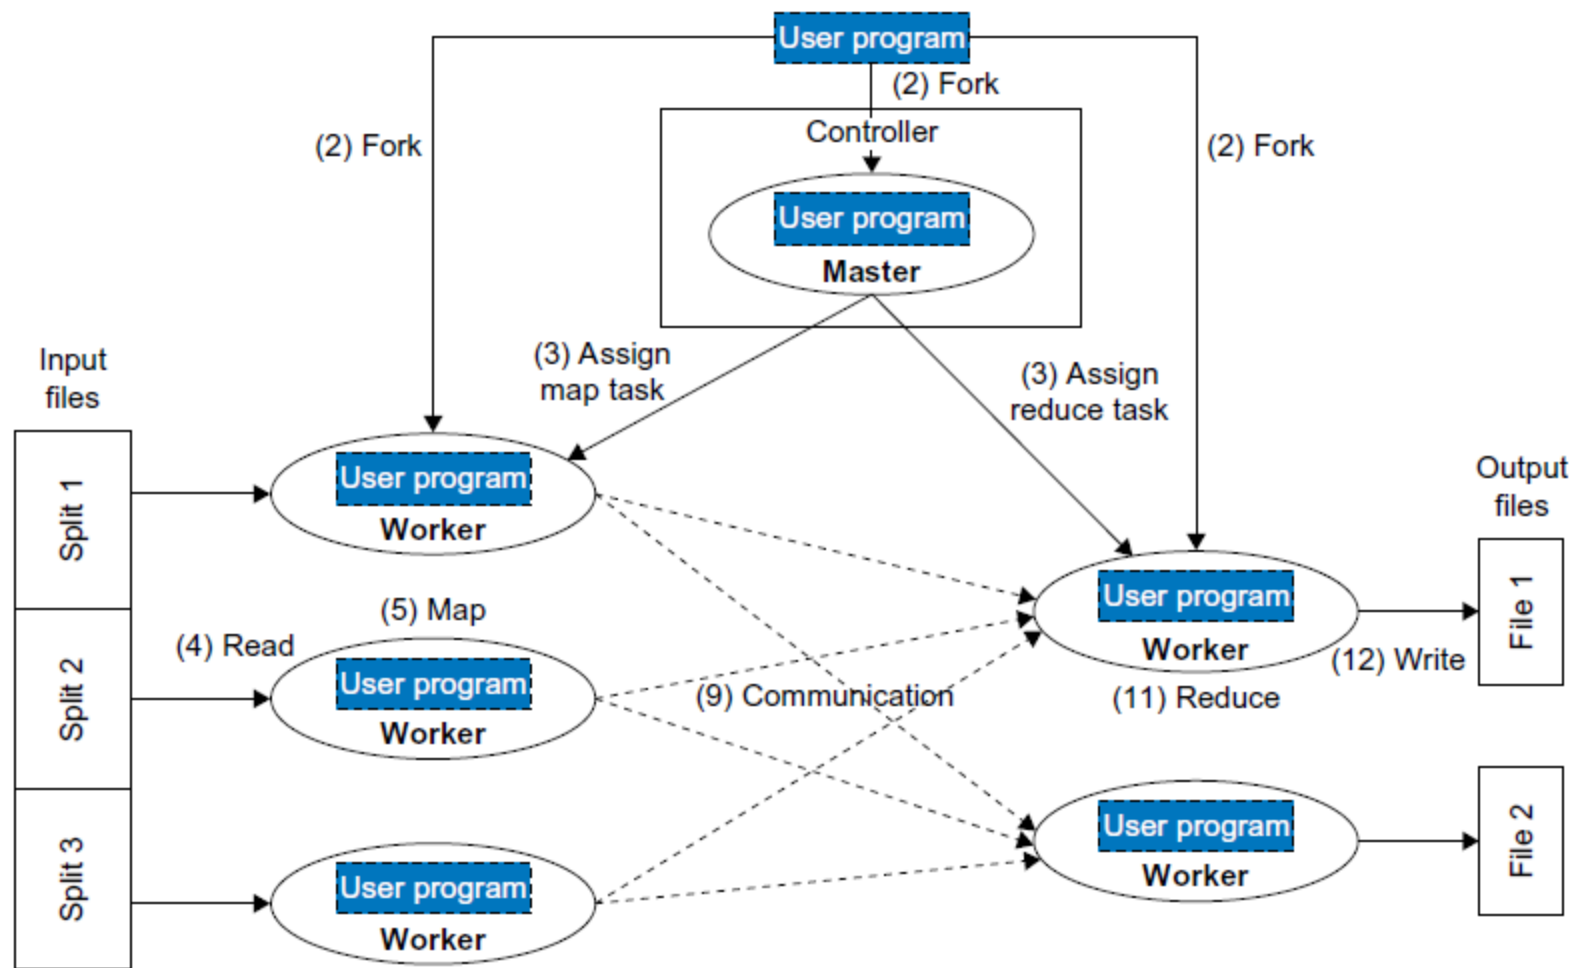 User program
(2) Fork
(2) Fork
Controller
(2) Fork
User program
Master
Input
files
(3) Assign
map task
(3) Assign
reduce task
Split 1
User program
Worker
Output
files
(5) Map
(4) Read
Split 2
User program
Worker
(9) Communication
User program
Worker
(11) Reduce
(12) Write
File 1
Split 3
User program
Worker
User program
Worker
File 2